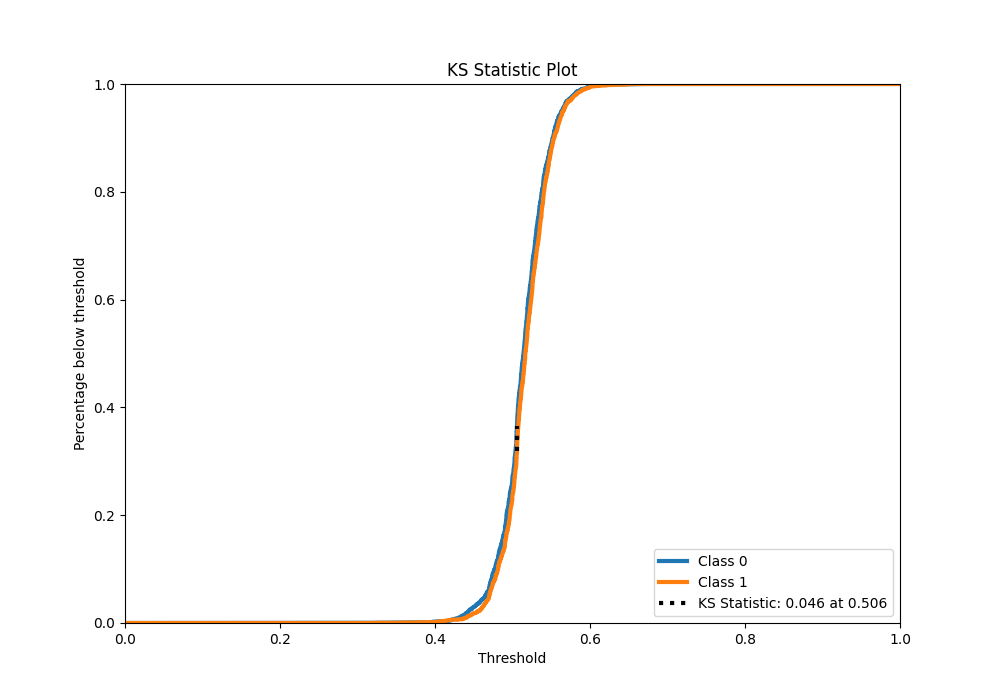 KS Statistic Plot
1.0
0.8
0.6
0.4
0.2
0.0
Percentage below threshold
0.0 0.2 0.4 0.6 0.8 1.0
Threshold
Class 0
Class 1
KS Statistic: 0.046 at 0.506